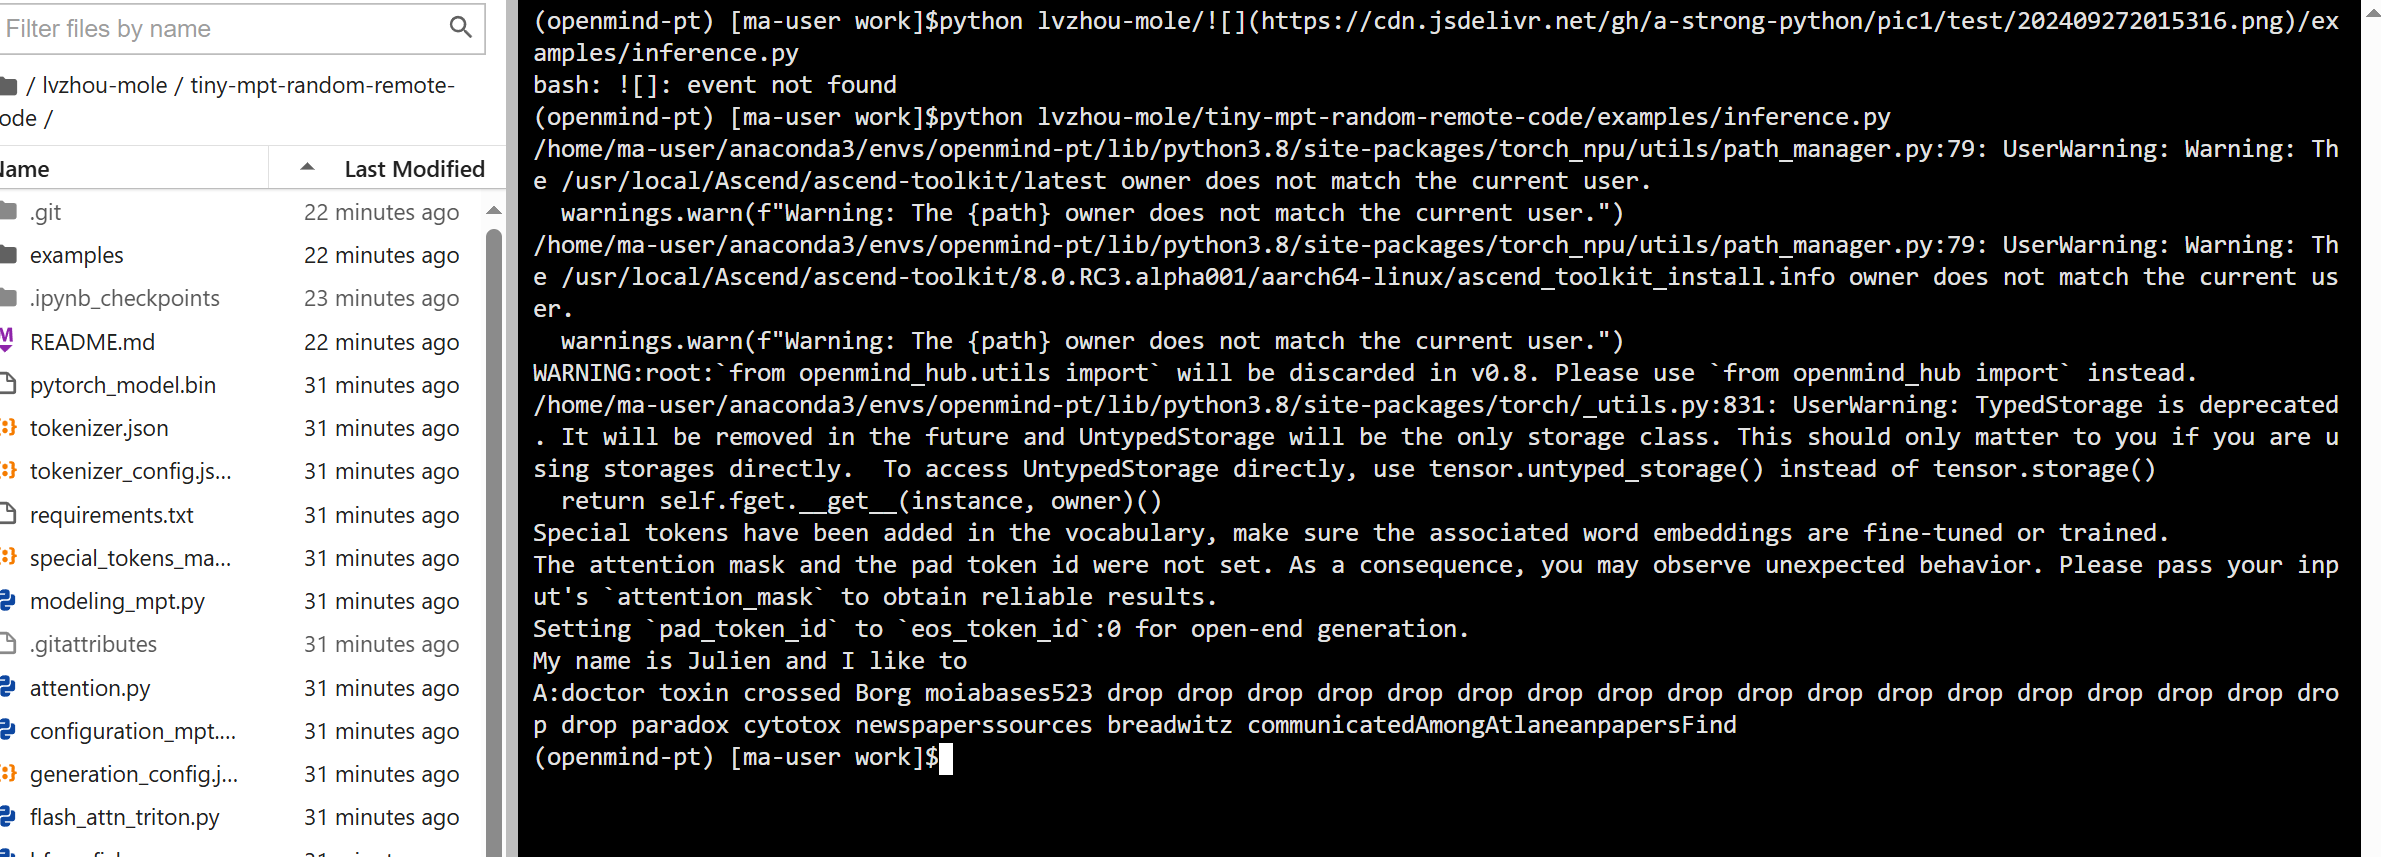 Filter files by name
/ lvzhou-mole / tiny-mpt-random-remote-
ode /
Name
Last Modified
.git 22 minutes ago
examples 22 minutes ago
.ipynb_checkpoints 23 minutes ago
README.md 22 minutes ago
pytorch_model.bin 31 minutes ago
tokenizer.json 31 minutes ago
tokenizer_config.js... 31 minutes ago
requirements.txt 31 minutes ago
special_tokens_ma... 31 minutes ago
modeling_mpt.py 31 minutes ago
.gitattributes 31 minutes ago
attention.py 31 minutes ago
configuration_mpt.... 31 minutes ago
generation_config.j... 31 minutes ago
flash_attn_triton.py 31 minutes ago
(openmind-pt) [ma-user work]$python lvzhou-mole/![](https://cdn.jsdelivr.net/gh/a-strong-python/pic1/test/202409272015316.png)/ex
amples/inference.py
bash: ![]: event not found
(openmind-pt) [ma-user work]$python lvzhou-mole/tiny-mpt-random-remote-code/examples/inference.py
/home/ma-user/anaconda3/envs/openmind-pt/lib/python3.8/site-packages/torch_npu/utils/path_manager.py:79: UserWarning: Warning: Th
e /usr/local/Ascend/ascend-toolkit/latest owner does not match the current user.
  warnings.warn(f"Warning: The {path} owner does not match the current user.")
/home/ma-user/anaconda3/envs/openmind-pt/lib/python3.8/site-packages/torch_npu/utils/path_manager.py:79: UserWarning: Warning: Th
e /usr/local/Ascend/ascend-toolkit/8.0.RC3.alpha001/aarch64-linux/ascend_toolkit_install.info owner does not match the current us
er.
  warnings.warn(f"Warning: The {path} owner does not match the current user.")
WARNING:root:`from openmind_hub.utils import` will be discarded in v0.8. Please use `from openmind_hub import` instead.
/home/ma-user/anaconda3/envs/openmind-pt/lib/python3.8/site-packages/torch/_utils.py:831: UserWarning: TypedStorage is deprecated
. It will be removed in the future and UntypedStorage will be the only storage class. This should only matter to you if you are u
sing storages directly.  To access UntypedStorage directly, use tensor.untyped_storage() instead of tensor.storage()
  return self.fget.__get__(instance, owner)()
Special tokens have been added in the vocabulary, make sure the associated word embeddings are fine-tuned or trained.
The attention mask and the pad token id were not set. As a consequence, you may observe unexpected behavior. Please pass your inp
ut's `attention_mask` to obtain reliable results.
Setting `pad_token_id` to `eos_token_id`:0 for open-end generation.
My name is Julien and I like to
A:doctor toxin crossed Borg moiabases523 drop drop drop drop drop drop drop drop drop drop drop drop drop drop drop drop drop dro
p drop paradox cytotox newspaperssources breadwitz communicatedAmongAtlaneanpapersFind
(openmind-pt) [ma-user work]$